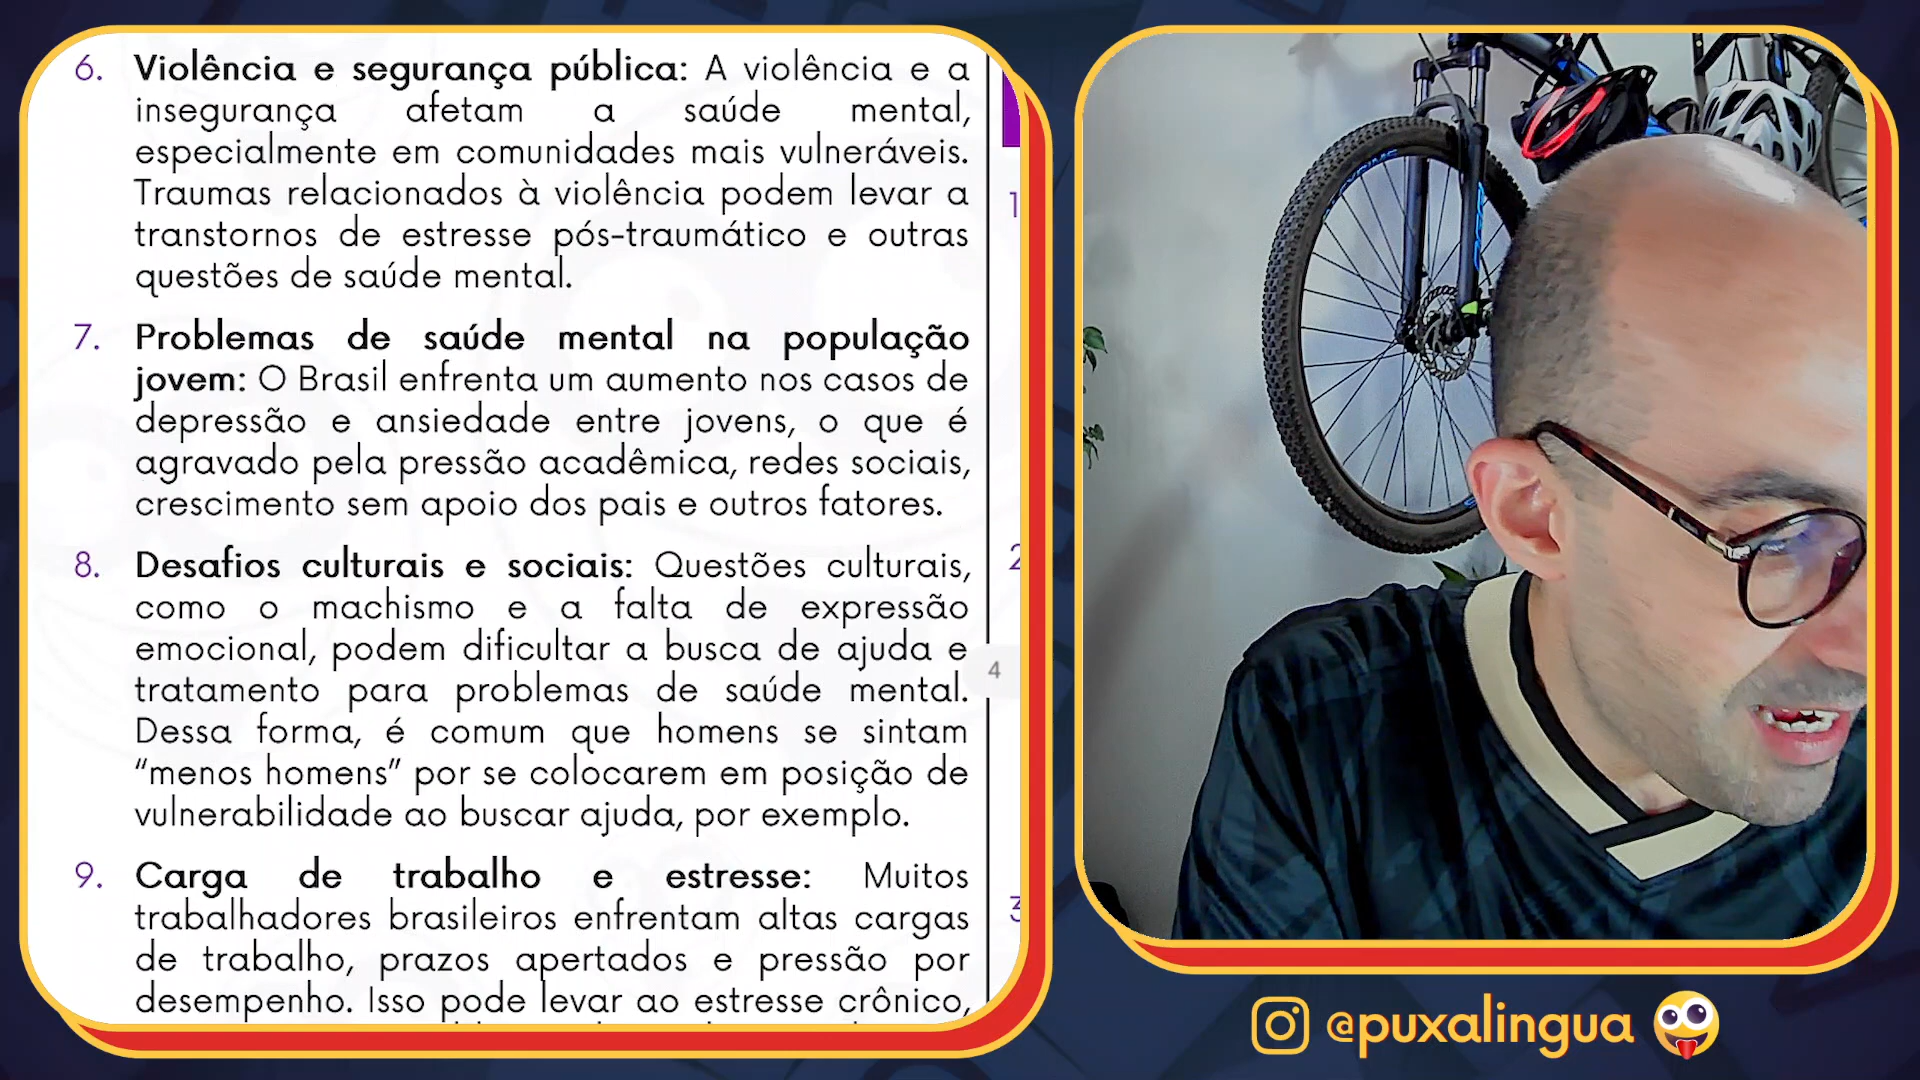 6. Violência e segurança pública: A violência e a
insegurança afetam a saúde mental,
especialmente em comunidades mais vulneráveis.
Traumas relacionados à violência podem levar a
transtornos de estresse pós-traumático e outras
questões de saúde mental.
7. Problemas de saúde mental na população
jovem: O Brasil enfrenta um aumento nos casos de
depressão e ansiedade entre jovens, o que é
agravado pela pressão acadêmica, redes sociais,
crescimento sem apoio dos pais e outros fatores.
8. Desafios culturais e sociais: Questões culturais,
como o machismo e a falta de expressão
emocional, podem dificultar a busca de ajuda e
tratamento para problemas de saúde mental.
Dessa forma, é comum que homens se sintam
“menos homens” por se colocarem em posição de
vulnerabilidade ao buscar ajuda, por exemplo.
9. Carga de trabalho e estresse: Muitos
trabalhadores brasileiros enfrentam altas cargas
de trabalho, prazos apertados e pressão por
desempenho. Isso pode levar ao estresse crônico,
1
2
4
3
@puxalingua